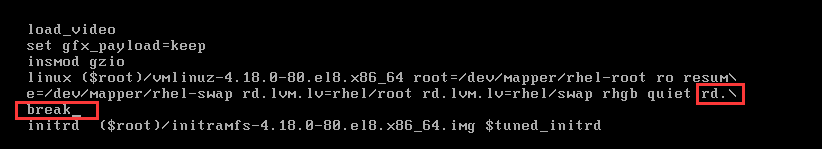 load_video
set gfx_payload=keep
insmod gzio
linux ($root)/vmlinuz-4.18.0-80.el8.x86_64 root=/dev/mapper/rhel-root ro resum\
e=/dev/mapper/rhel-swap rd.lvm.lv=rhel/root rd.lvm.lv=rhel/swap rhgb quiet rd.\
break_
initrd ($root)/initramfs-4.18.0-80.el8.x86_64.img $tuned_initrd